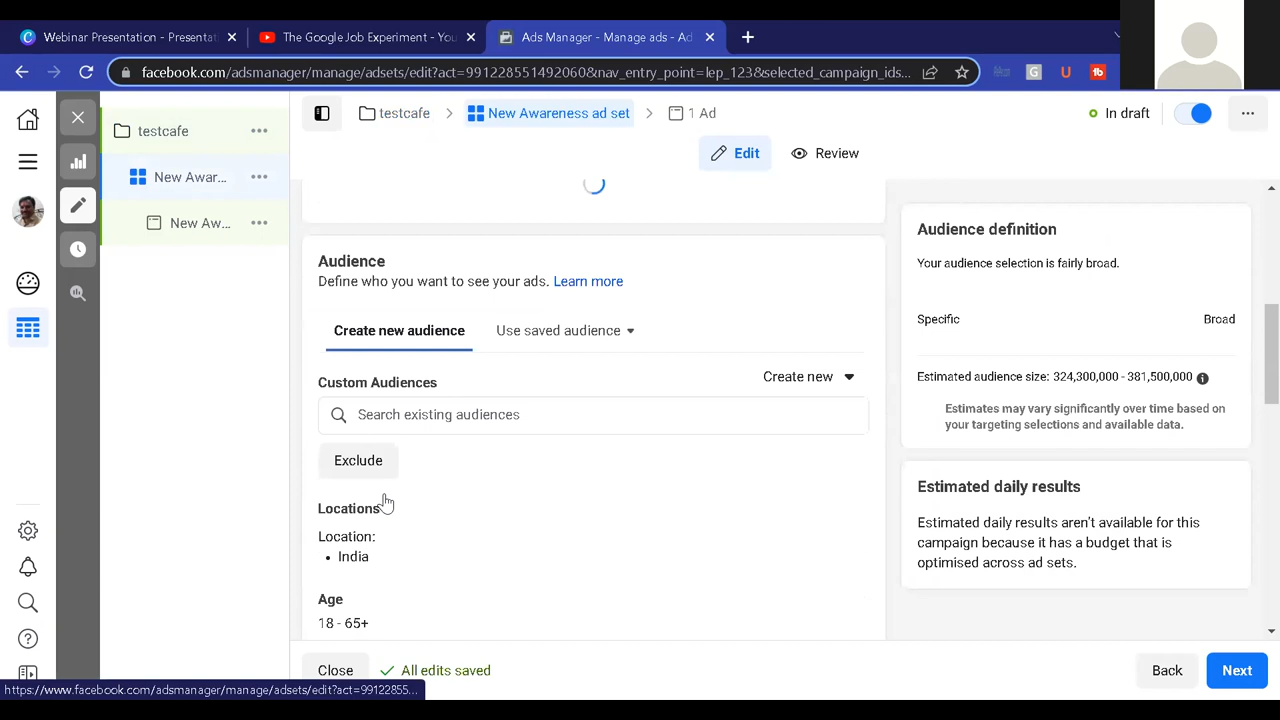 Webinar Presentation - Presentat
The Google Job Experiment - You
Ads Manager - Manage ads - Ad
facebook.com/adsmanager/manage/adsets/edit?act=991228551492060&nav_entry_point=lep_123&selected_campaign_ids...
testcafe
New Awar...
New Aw...
testcafe
New Awareness ad set
1 Ad
In draft
Edit
Review
Audience
Define who you want to see your ads. Learn more
Create new audience
Use saved audience
Custom Audiences
Create new
Search existing audiences
Exclude
Locations
Location:
• India
Age
18 - 65+
Audience definition
Your audience selection is fairly broad.
Specific
Broad
Estimated audience size: 324,300,000 - 381,500,000
Estimates may vary significantly over time based on
your targeting selections and available data.
Estimated daily results
Estimated daily results aren't available for this
campaign because it has a budget that is
optimised across ad sets.
Close
All edits saved
Back
Next
https://www.facebook.com/adsmanager/manage/adsets/edit?act=99122855...